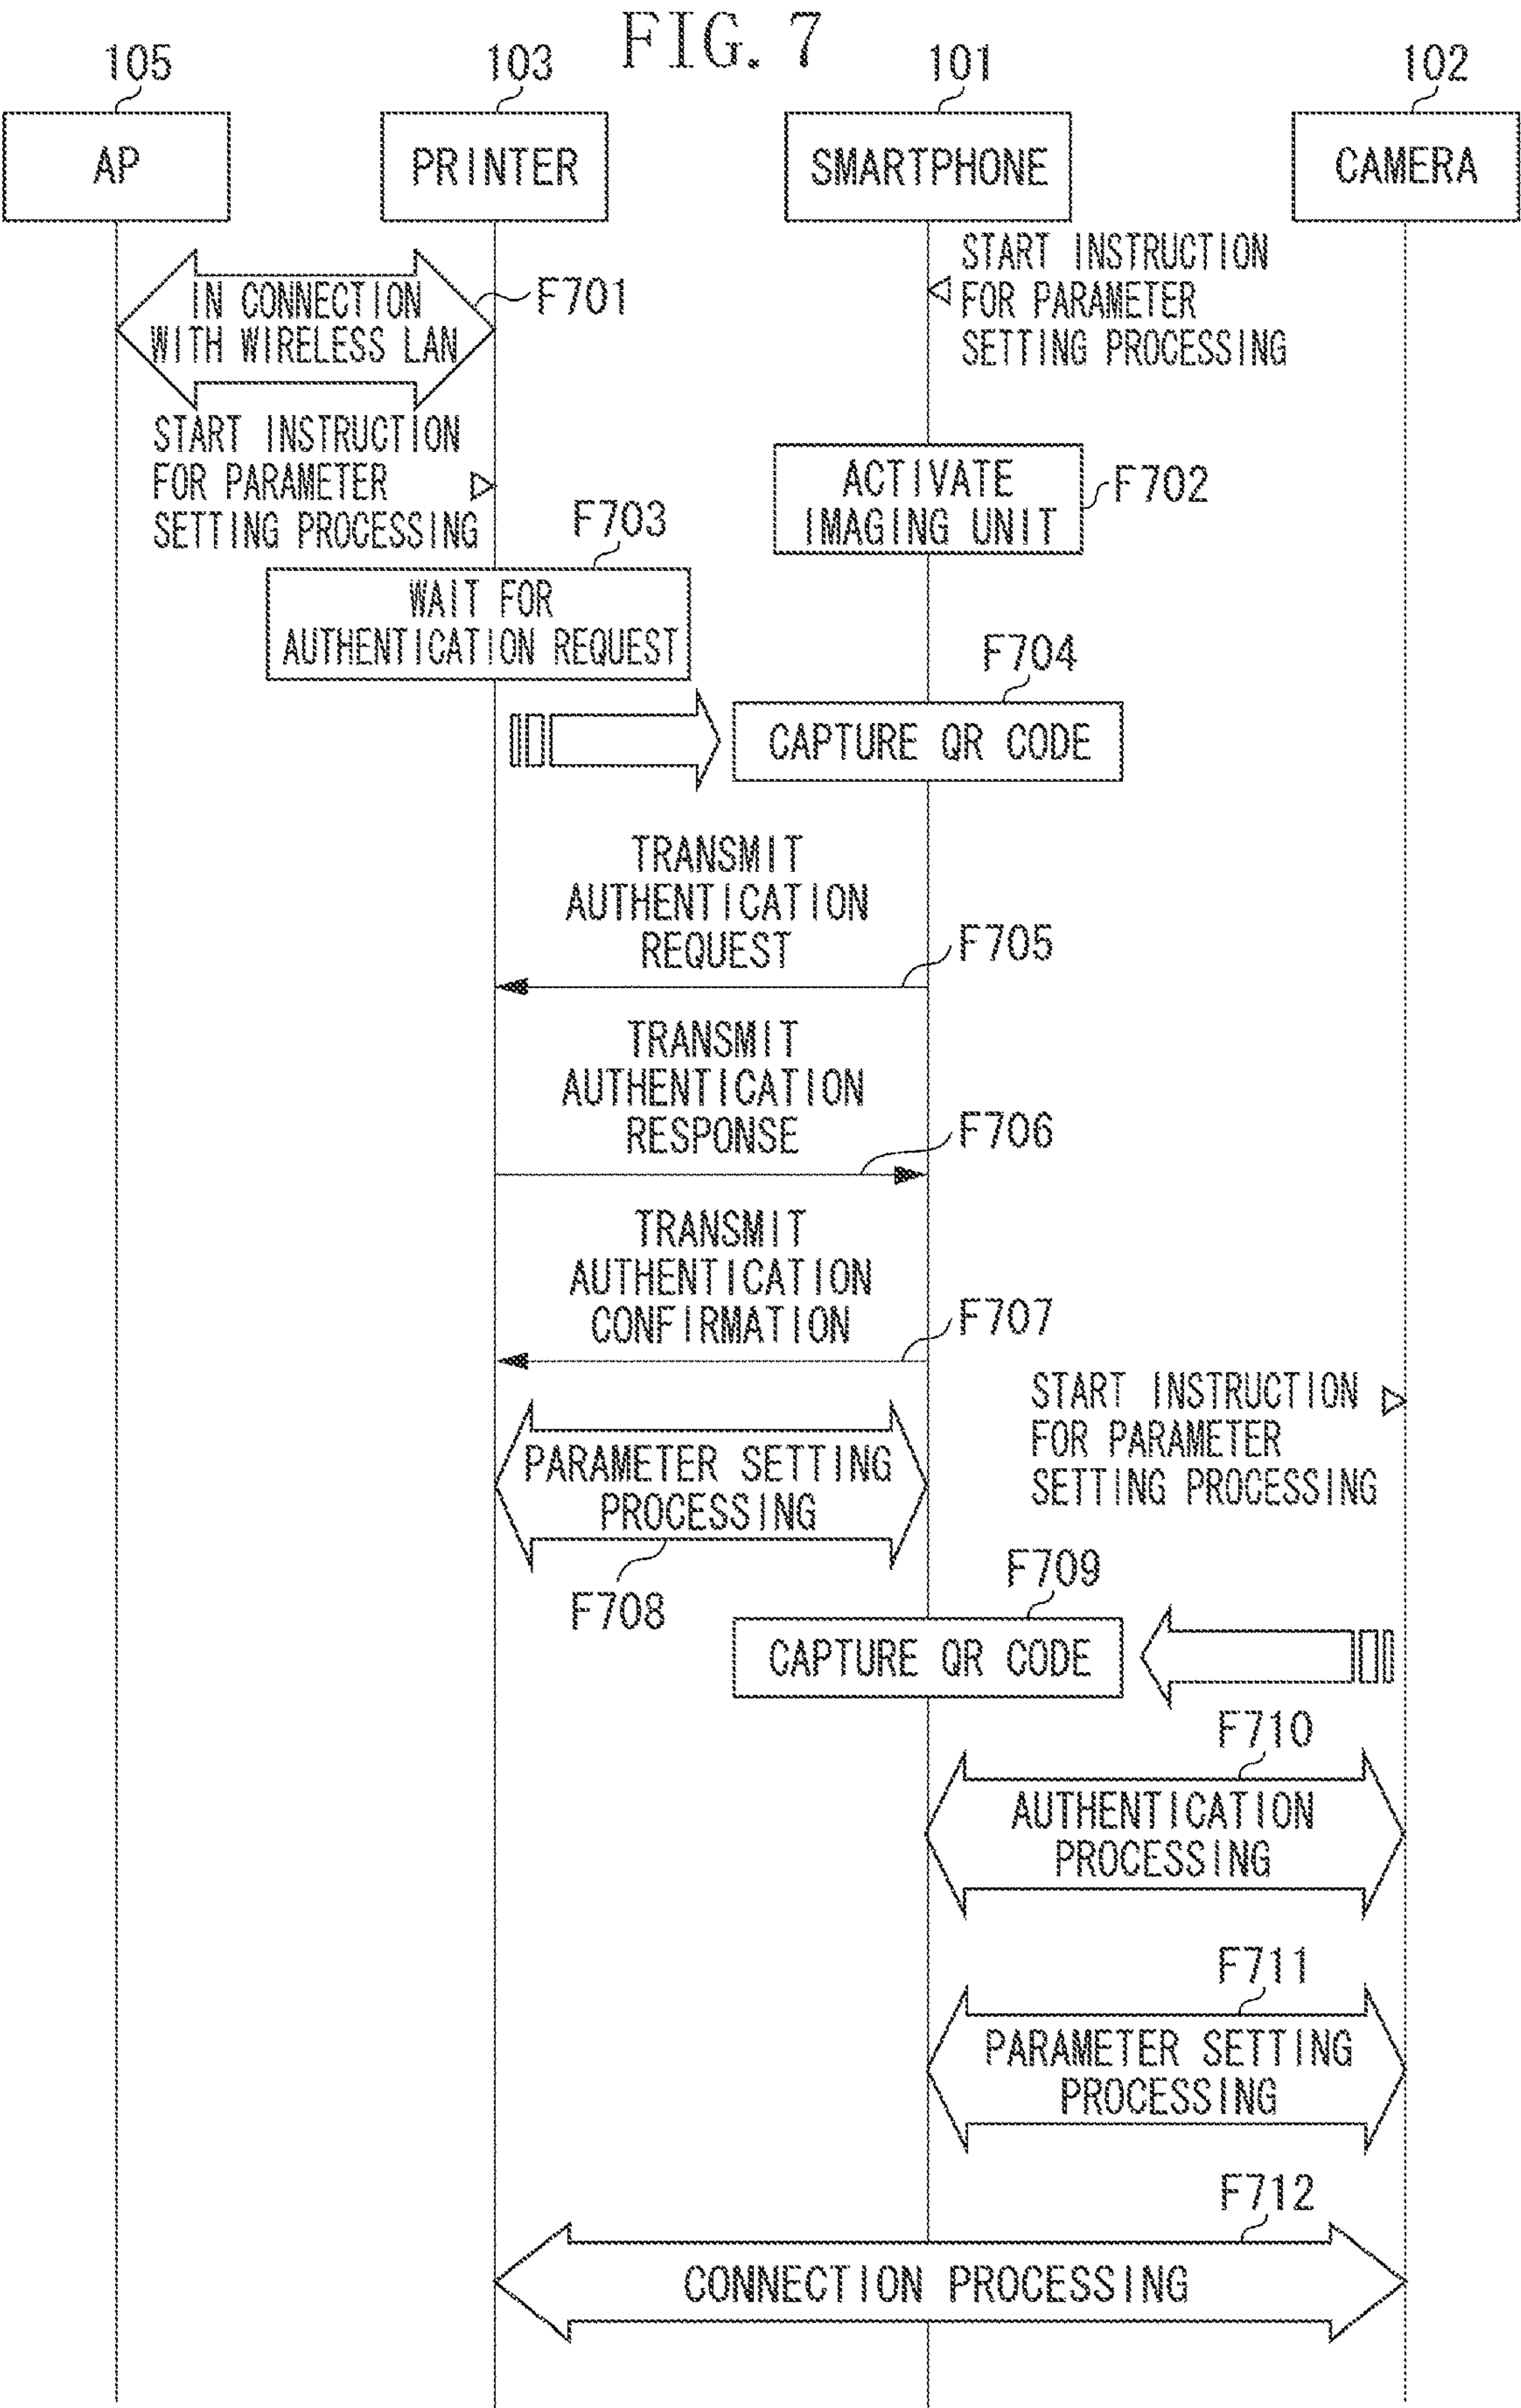 FIG. 7
105
103
101
102
AP
PRINTER
SMARTPHONE
CAMERA
START INSTRUCTION
FOR PARAMETER
SETTING PROCESSING
IN CONNECTION
WITH WIRELESS LAN
F701
START INSTRUCTION
FOR PARAMETER
SETTING PROCESSING
ACTIVATE
IMAGING UNIT
F702
F703
WAIT FOR
AUTHENTICATION REQUEST
F704
CAPTURE QR CODE
TRANSMIT
AUTHENTICATION
REQUEST
F705
TRANSMIT
AUTHENTICATION
RESPONSE
F706
TRANSMIT
AUTHENTICATION
CONFIRMATION
F707
START INSTRUCTION
FOR PARAMETER
SETTING PROCESSING
PARAMETER SETTING
PROCESSING
F708
F709
CAPTURE QR CODE
F710
AUTHENTICATION
PROCESSING
F711
PARAMETER SETTING
PROCESSING
F712
CONNECTION PROCESSING